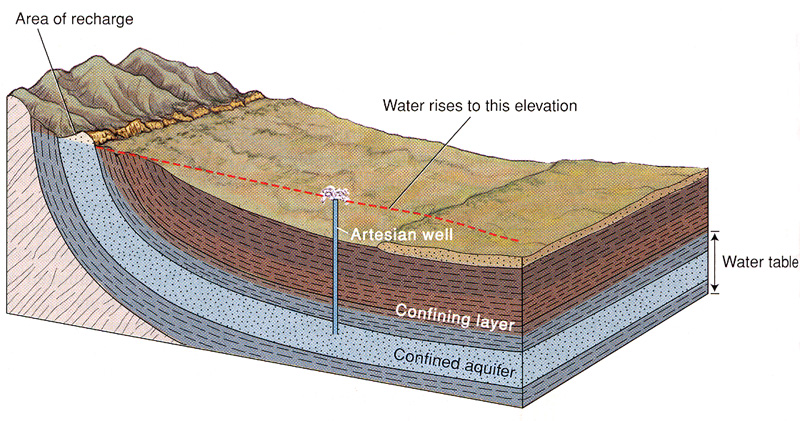 Area of recharge
Water rises to this elevation
Artesian well
Water table
Confining layer
Confined aquifer